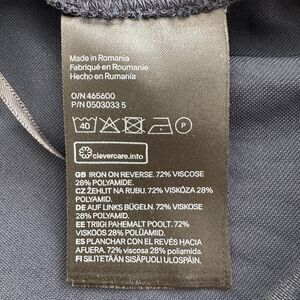 Made in Romania
Fabriqué en Roumanie
Hecho en Rumanía
O/N 465600
P/N 0503033 5
40
P
clevercare.info
GB IRON ON REVERSE. 72% VISCOSE
28% POLYAMIDE.
CZ ŽEHLIT NA RUBU. 72% VISKÓZA 28%
POLYAMID.
DE AUF LINKS BÜGELN. 72% VISKOSE
28% POLYAMID.
EE TRIIGI PAHEMALT POOLT. 72%
VISKOOS 28% POLÜAMIID.
ES PLANCHAR CON EL REVÉS HACIA
AFUERA. 72% viscosa 28% poliamida.
FI SILITETÄÄN SISÄPUOLI ULOSPÄIN.